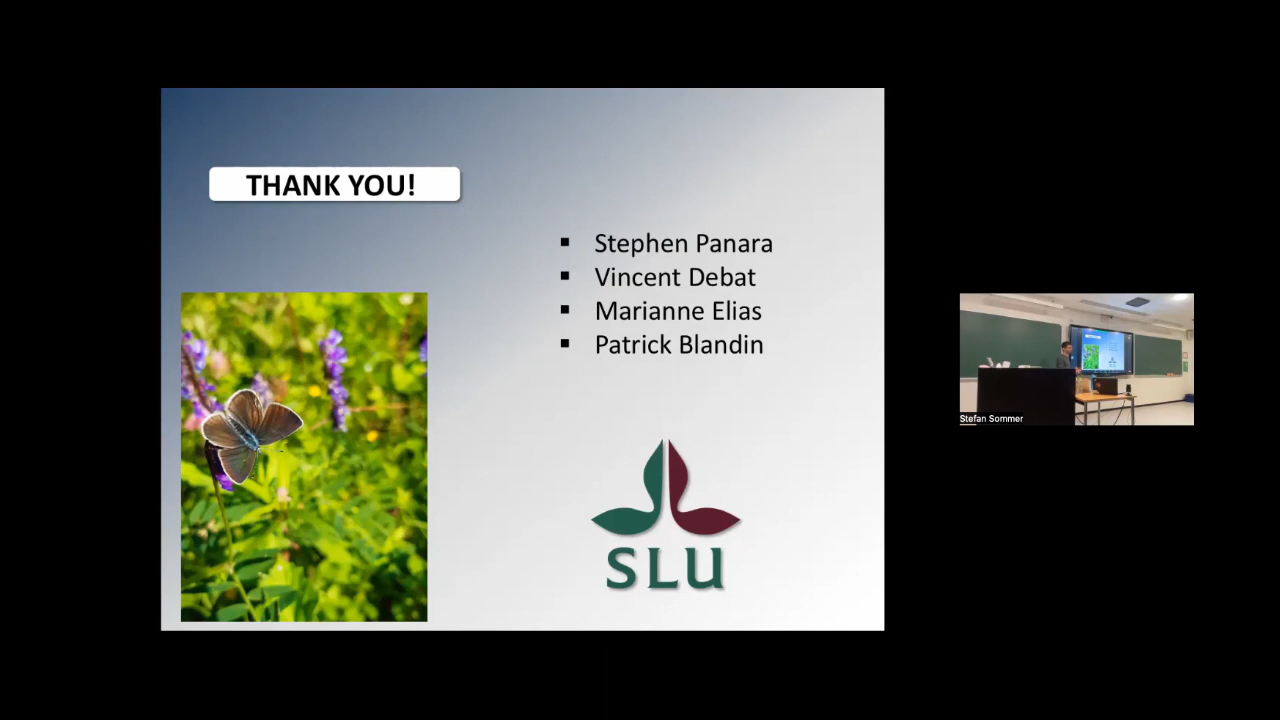 THANK YOU!
▪ Stephen Panara
▪ Vincent Debat
▪ Marianne Elias
▪ Patrick Blandin
SLU
Stefan Sommer